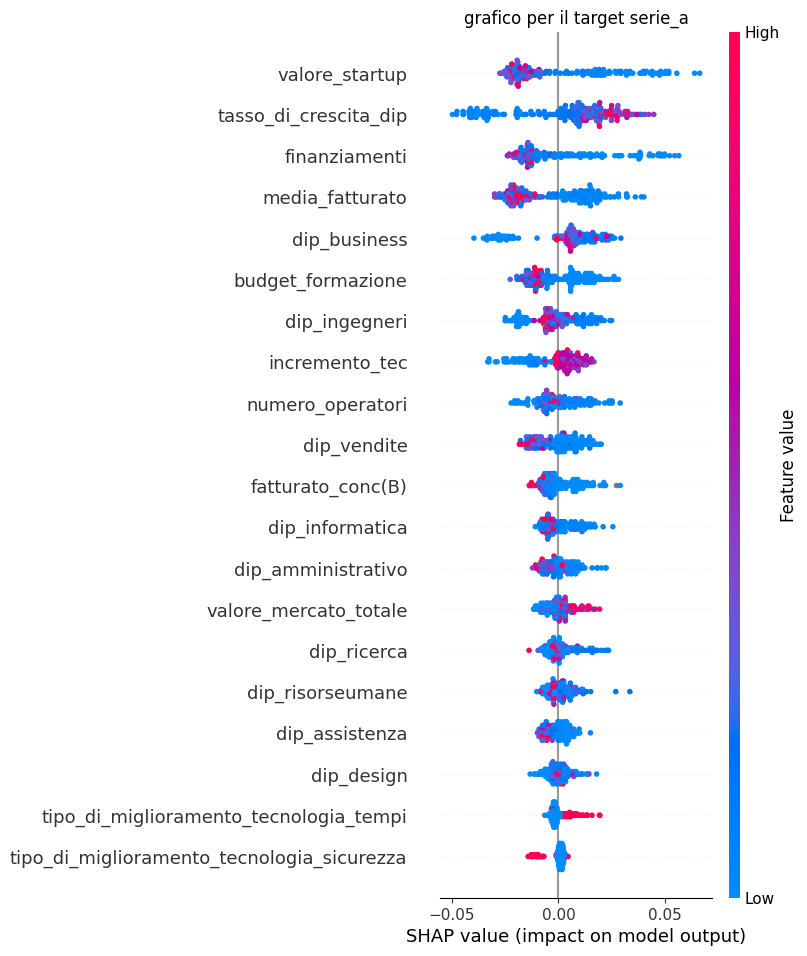 grafico per il target serie_a
High
valore_startup
tasso_di_crescita_dip
finanziamenti
media_fatturato
dip_business
budget_formazione
dip_ingegneri
incremento_tec
numero_operatori
dip_vendite
fatturato_conc(B)
dip_informatica
dip_amministrativo
valore_mercato_totale
dip_ricerca
dip_risorseumane
dip_assistenza
dip_design
tipo_di_miglioramento_tecnologia_tempi
tipo_di_miglioramento_tecnologia_sicurezza
Feature value
Low
−0.05 0.00 0.05
SHAP value (impact on model output)